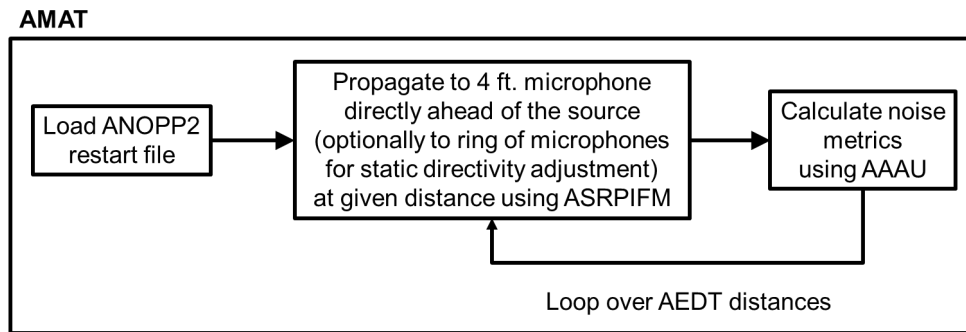 AMAT
Load ANOPP2
restart file
Propagate to 4 ft. microphone
directly ahead of the source
(optionally to ring of microphones
for static directivity adjustment)
at given distance using ASRPIFM
Calculate noise
metrics
using AAAU
Loop over AEDT distances